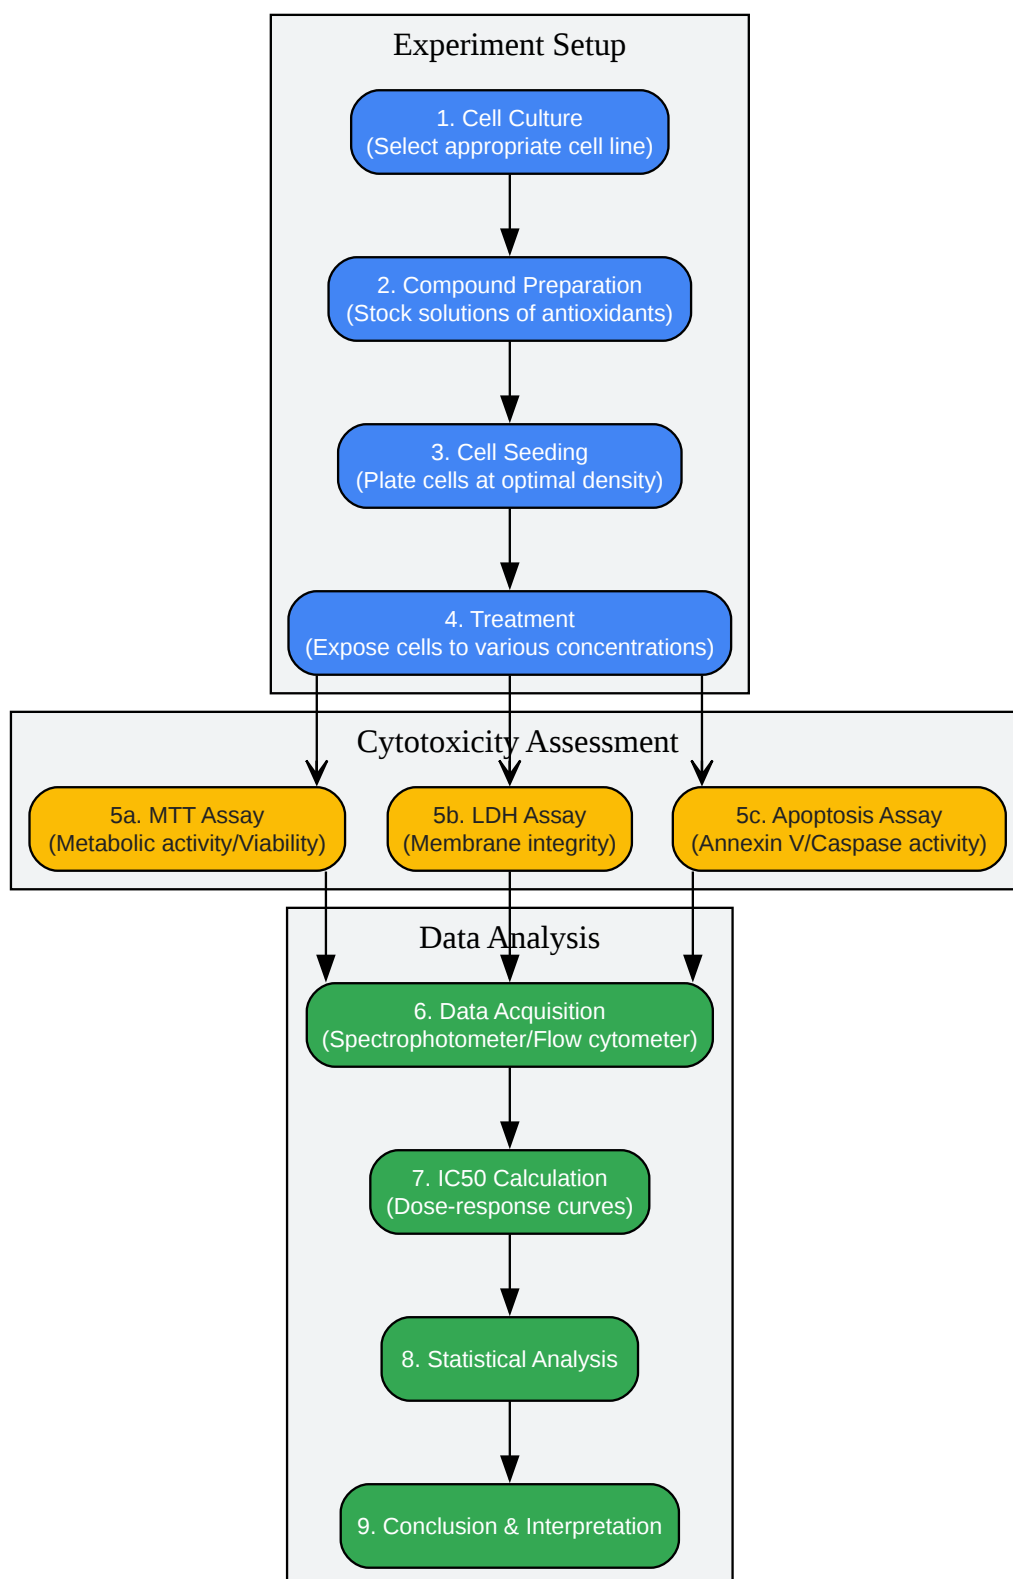 Experiment Setup
1. Cell Culture
(Select appropriate cell line)
2. Compound Preparation
(Stock solutions of antioxidants)
3. Cell Seeding
(Plate cells at optimal density)
4. Treatment
(Expose cells to various concentrations)
Cytotoxicity Assessment
5a. MTT Assay
(Metabolic activity/Viability)
5b. LDH Assay
(Membrane integrity)
5c. Apoptosis Assay
(Annexin V/Caspase activity)
Data Analysis
6. Data Acquisition
(Spectrophotometer/Flow cytometer)
7. IC50 Calculation
(Dose-response curves)
8. Statistical Analysis
9. Conclusion & Interpretation